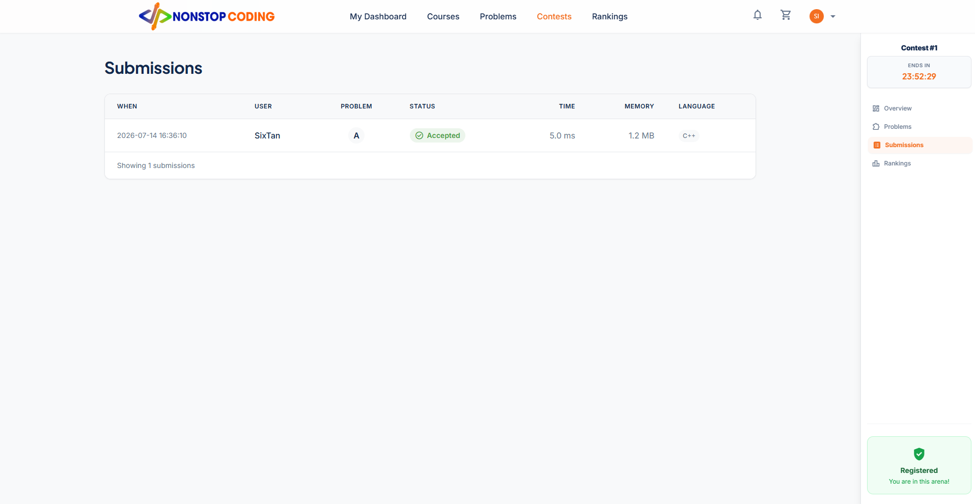 NONSTOP CODING
My Dashboard Courses Problems Contests Rankings
SI
Contest #1
ENDS IN
23:52:29
Overview
Problems
Submissions
Rankings
Submissions
WHEN USER PROBLEM STATUS TIME MEMORY LANGUAGE
2026-07-14 16:36:10 SixTan A Accepted 5.0 ms 1.2 MB C++
Showing 1 submissions
Registered
You are in this arena!